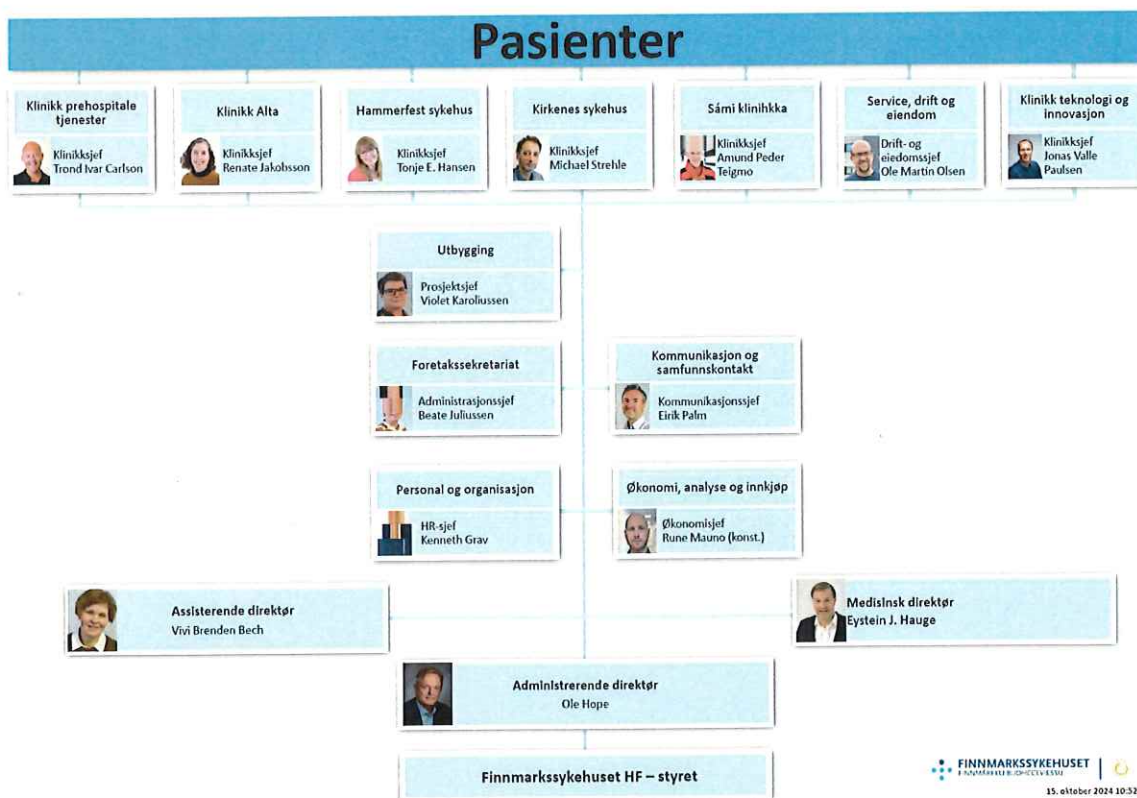 Pasienter
Klinikk prehospitale
tjenester
Klinikksjef
Trond Ivar Carlson
Klinikk Alta
Klinikksjef
Renate Jakobsson
Hammerfest sykehus
Klinikksjef
Tonje E. Hansen
Kirkenes sykehus
Klinikksjef
Michael Strehle
Sámi klinihkka
Klinikksjef
Amund Peder
Teigmo
Service, drift og
eiendom
Drift- og
eiedomssjef
Ole Martin Olsen
Klinikk teknologi og
innovasjon
Klinikksjef
Jonas Valle
Paulsen
Utbygging
Prosjektsjef
Violet Karoliussen
Foretakssekretariat
Administrasjonssjef
Beate Juliussen
Kommunikasjon og
samfunnskontakt
Kommunikasjonssjef
Eirik Palm
Personal og organisasjon
HR-sjef
Kenneth Grav
Økonomi, analyse og innkjøp
Økonomisjef
Rune Mauno (konst.)
Assisterende direktør
Vivi Brenden Bech
Medisinsk direktør
Eystein J. Hauge
Administrerende direktør
Ole Hope
Finnmarkssykehuset HF – styret
FINNMARKSSYKEHUSET
15. oktober 2024 10:52